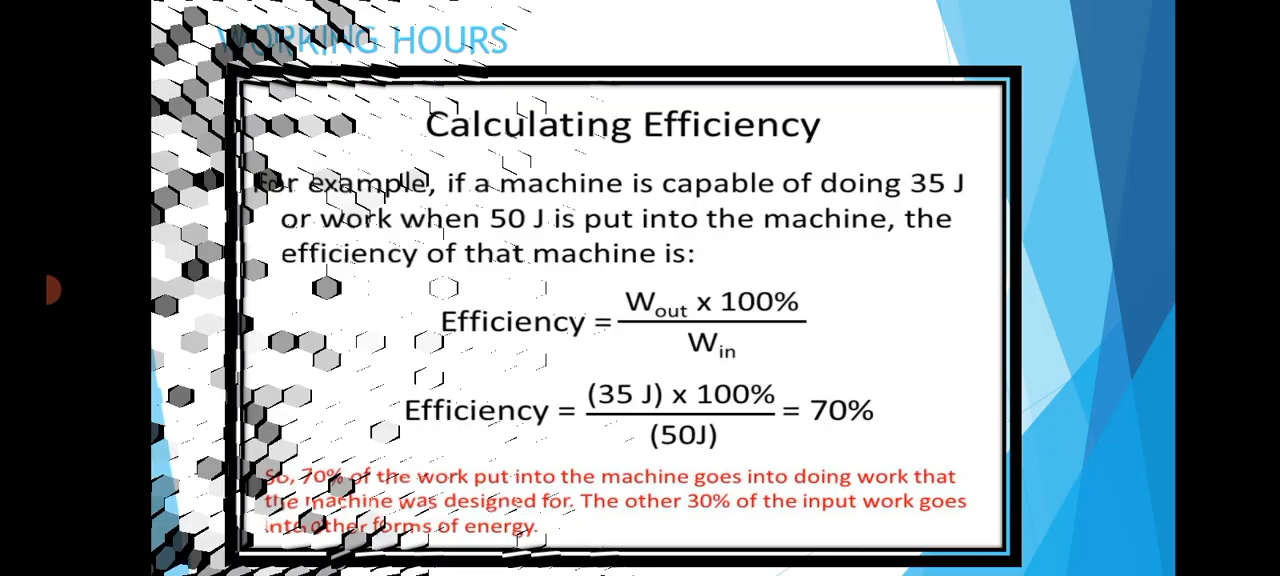 WORKING HOURS
Calculating Efficiency
For example, if a machine is capable of doing 35 J
or work when 50 J is put into the machine, the
efficiency of that machine is:
Efficiency = W_out x 100% / W_in
Efficiency = (35 J) x 100% / (50J) = 70%
So, 70% of the work put into the machine goes into doing work that
the machine was designed for. The other 30% of the input work goes
into other forms of energy.